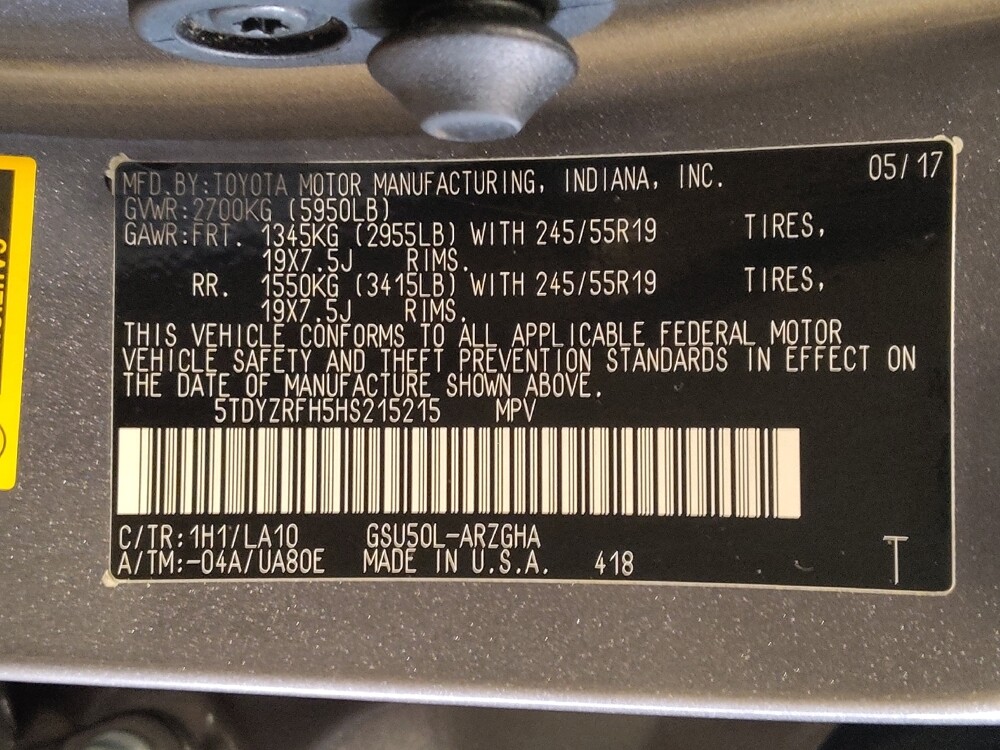 MFD.BY:TOYOTA MOTOR MANUFACTURING, INDIANA, INC. 05/17
GVWR:2700KG (5950LB)
GAWR:FRT. 1345KG (2955LB) WITH 245/55R19 TIRES,
19X7.5J RIMS.
RR. 1550KG (3415LB) WITH 245/55R19 TIRES,
19X7.5J RIMS.
THIS VEHICLE CONFORMS TO ALL APPLICABLE FEDERAL MOTOR
VEHICLE SAFETY AND THEFT PREVENTION STANDARDS IN EFFECT ON
THE DATE OF MANUFACTURE SHOWN ABOVE.
5TDYZRFH5HS215215 MPV
C/TR:1H1/LA10 GSU50L-ARZGHA
A/TM:-04A/UA80E MADE IN U.S.A. 418 T